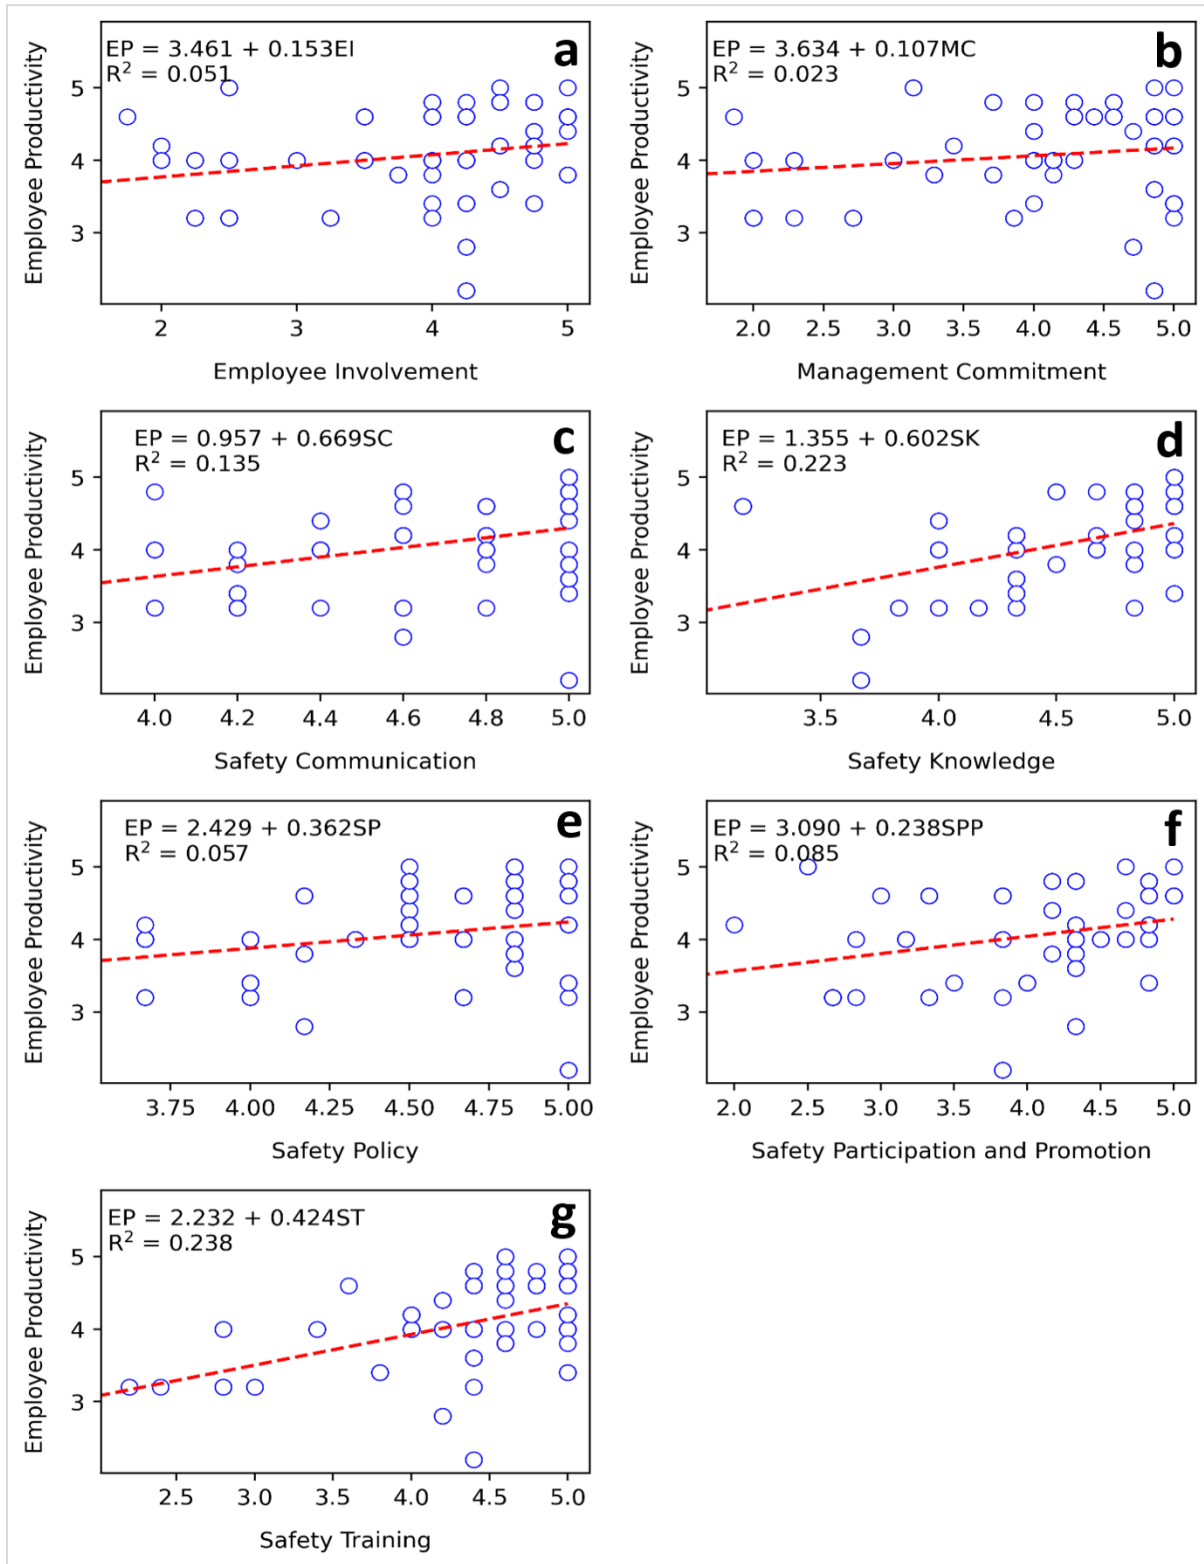 EP = 3.461 + 0.153EI
R² = 0.051
a
Employee Productivity
5
4
3
2 3 4 5
Employee Involvement
EP = 3.634 + 0.107MC
R² = 0.023
b
Employee Productivity
5
4
3
2.0 2.5 3.0 3.5 4.0 4.5 5.0
Management Commitment
EP = 0.957 + 0.669SC
R² = 0.135
c
Employee Productivity
5
4
3
4.0 4.2 4.4 4.6 4.8 5.0
Safety Communication
EP = 1.355 + 0.602SK
R² = 0.223
d
Employee Productivity
5
4
3
3.5 4.0 4.5 5.0
Safety Knowledge
EP = 2.429 + 0.362SP
R² = 0.057
e
Employee Productivity
5
4
3
3.75 4.00 4.25 4.50 4.75 5.00
Safety Policy
EP = 3.090 + 0.238SPP
R² = 0.085
f
Employee Productivity
5
4
3
2.0 2.5 3.0 3.5 4.0 4.5 5.0
Safety Participation and Promotion
EP = 2.232 + 0.424ST
R² = 0.238
g
Employee Productivity
5
4
3
2.5 3.0 3.5 4.0 4.5 5.0
Safety Training